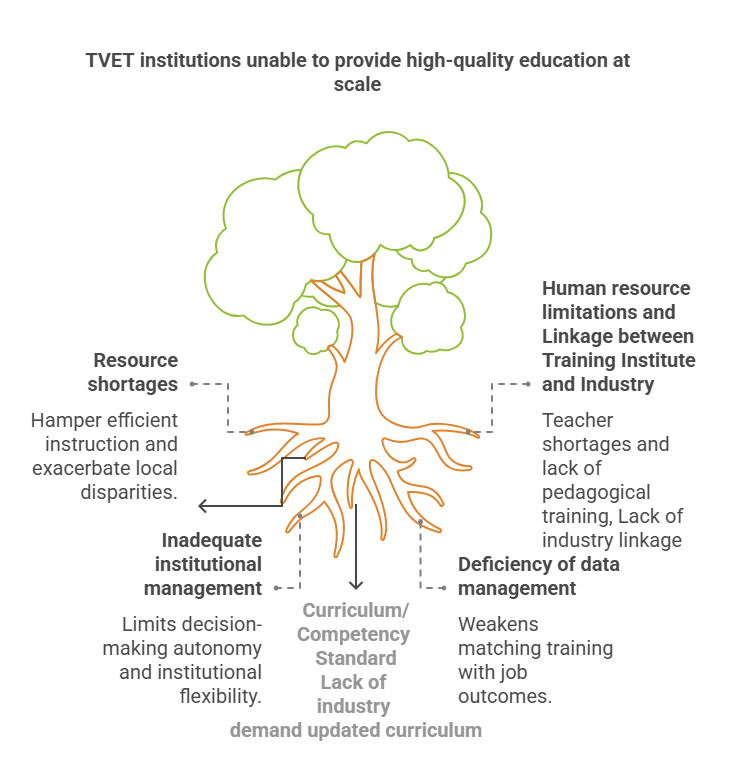 TVET institutions unable to provide high-quality education at
scale
Resource
shortages
Hamper efficient
instruction and
exacerbate local
disparities.
Human resource
limitations and
Linkage between
Training Institute
and Industry
Teacher
shortages and
lack of
pedagogical
training, Lack of
industry linkage
Inadequate
institutional
management
Limits decision-
making autonomy
and institutional
flexibility.
Curriculum/
Competency
Standard
Lack of
industry
demand updated curriculum
Deficiency of data
management
Weakens
matching training
with job
outcomes.